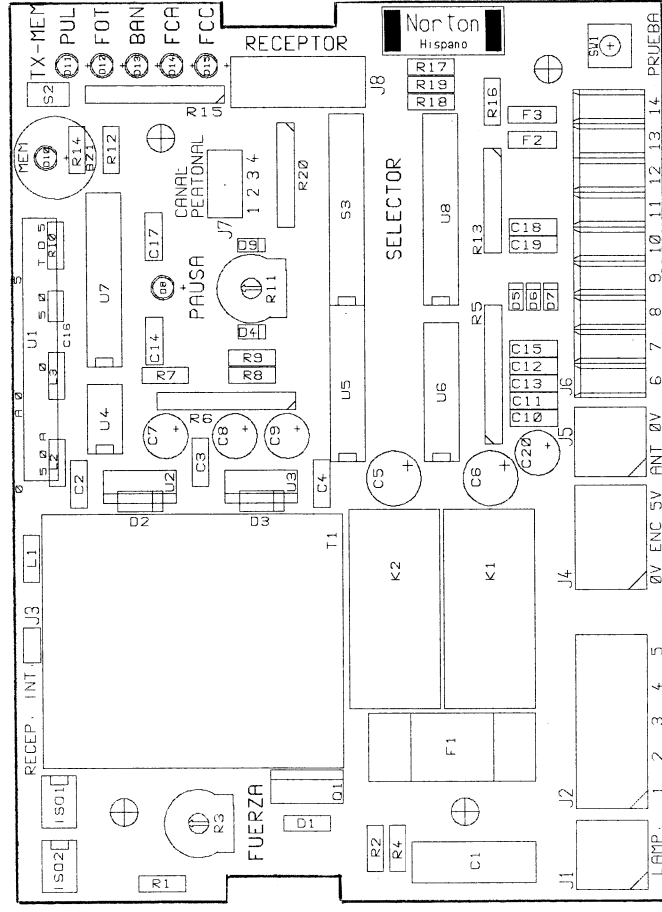 TX-MEM
PUL
FOT
BAN
FCA
FCC
D11
D12
D13
D14
D15
RECEPTOR
Norton
Hispano
R17
R19
R18
J8
R16
F3
F2
SW1
PRUEBA
S2
R15
MEM
D10
R14
BZ1
R12
CANAL
PEATONAL
J7
1 2 3 4
R20
S3
SELECTOR
U8
R13
C18
C19
U1
R10
T D S
C16
U7
C17
D8
PAUSA
D9
R11
D4
C14
R7
R9
R8
R6
L3
L2
U4
U5
U6
R5
D5
D6
D7
C15
C12
C13
C11
C10
C20
J6
6 7 8 9 10 11 12 13 14
C7
C8
C9
C3
C2
U2
U3
C4
C5
C6
J5
ANT 0V
D2
D3
L1
J3
T1
K2
K1
J4
0V ENC 5V
RECEP. INT.
F1
J2
1 2 3 4 5
ISO1
ISO2
R3
FUERZA
Q1
D1
R1
R2
R4
C1
J1
LAMP.